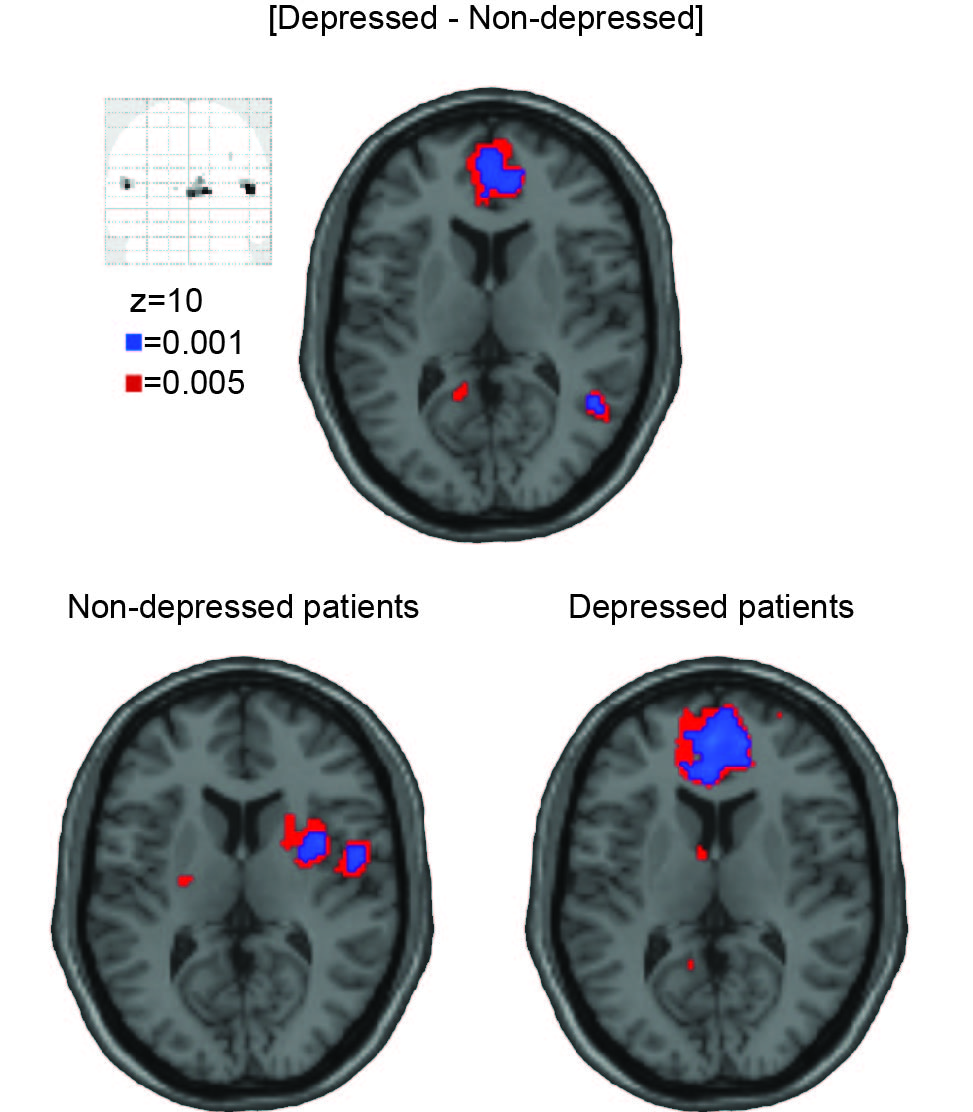 [Depressed - Non-depressed]
z=10
=0.001
=0.005
Non-depressed patients
Depressed patients